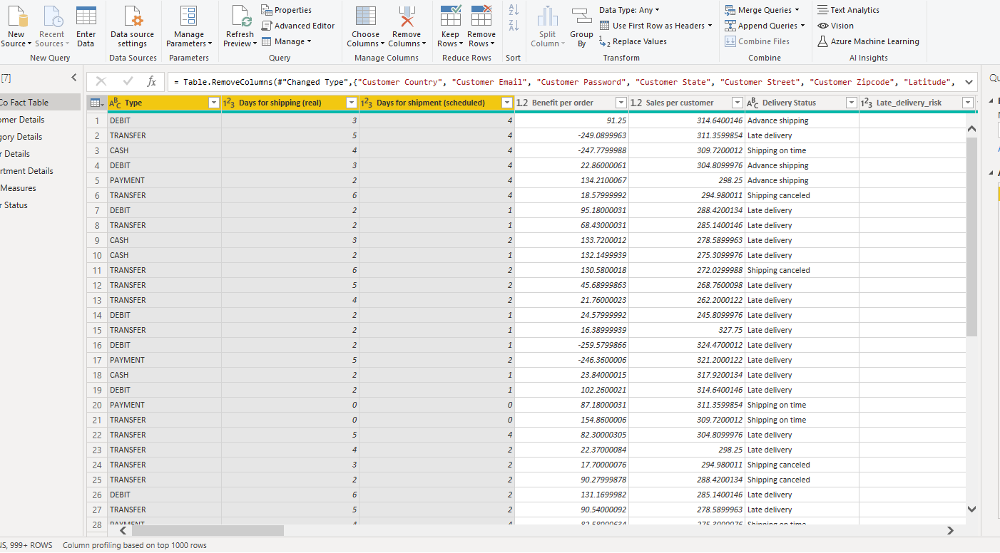 New Source
Recent Sources
Enter Data
New Query
Data source settings
Data Sources
Manage Parameters
Parameters
Refresh Preview
Properties
Advanced Editor
Manage
Query
Choose Columns
Remove Columns
Manage Columns
Keep Rows
Remove Rows
Reduce Rows
A Z
Z A
Sort
Split Column
Group By
Data Type: Any
Use First Row as Headers
1 2 Replace Values
Transform
Merge Queries
Append Queries
Combine Files
Combine
Text Analytics
Vision
Azure Machine Learning
AI Insights
[7]
fx = Table.RemoveColumns(#"Changed Type",{"Customer Country", "Customer Email", "Customer Password", "Customer State", "Customer Street", "Customer Zipcode", "Latitude",
Qu
Co Fact Table
omer Details
gory Details
r Details
rtment Details
Measures
r Status
ABC Type 123 Days for shipping (real) 123 Days for shipment (scheduled) 1.2 Benefit per order 1.2 Sales per customer ABC Delivery Status 123 Late_delivery_risk
1 DEBIT 3 4 91.25 314.6400146 Advance shipping
2 TRANSFER 5 4 -249.0899963 311.3599854 Late delivery
3 CASH 4 4 -247.7799988 309.7200012 Shipping on time
4 DEBIT 3 4 22.86000061 304.8099976 Advance shipping
5 PAYMENT 2 4 134.2100067 298.25 Advance shipping
6 TRANSFER 6 4 18.57999992 294.980011 Shipping canceled
7 DEBIT 2 1 95.18000031 288.4200134 Late delivery
8 TRANSFER 2 1 68.43000031 285.1400146 Late delivery
9 CASH 3 2 133.7200012 278.5899963 Late delivery
10 CASH 2 1 132.1499939 275.3099976 Late delivery
11 TRANSFER 6 2 130.5800018 272.0299988 Shipping canceled
12 TRANSFER 5 2 45.68999863 268.7600098 Late delivery
13 TRANSFER 4 2 21.76000023 262.2000122 Late delivery
14 DEBIT 2 1 24.57999992 245.8099976 Late delivery
15 TRANSFER 2 1 16.38999939 327.75 Late delivery
16 DEBIT 2 1 -259.5799866 324.4700012 Late delivery
17 PAYMENT 5 2 -246.3600006 321.2000122 Late delivery
18 CASH 2 1 23.84000015 317.9200134 Late delivery
19 DEBIT 2 1 102.2600021 314.6400146 Late delivery
20 PAYMENT 0 0 87.18000031 311.3599854 Shipping on time
21 TRANSFER 0 0 154.8600006 309.7200012 Shipping on time
22 TRANSFER 5 4 82.30000305 304.8099976 Late delivery
23 TRANSFER 4 2 22.37000084 298.25 Late delivery
24 TRANSFER 3 2 17.70000076 294.980011 Shipping canceled
25 TRANSFER 2 2 90.27999878 288.4200134 Shipping canceled
26 DEBIT 6 2 131.1699982 285.1400146 Late delivery
27 TRANSFER 5 2 90.54000092 278.5899963 Late delivery
28 PAYMENT 4 4 Shipping on time
NS, 999+ ROWS Column profiling based on top 1000 rows